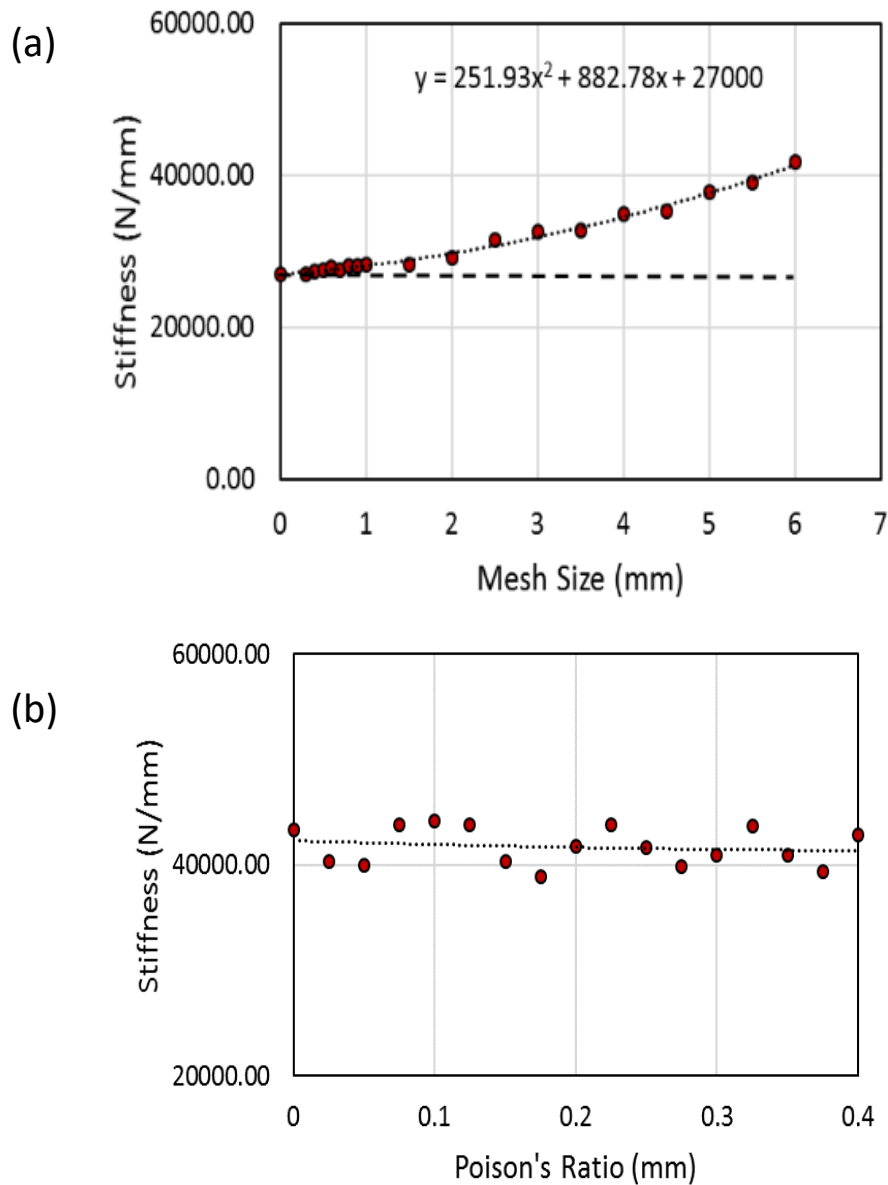 (a)
60000.00
y = 251.93x² + 882.78x + 27000
40000.00
Stiffness (N/mm)
20000.00
0.00
0 1 2 3 4 5 6 7
Mesh Size (mm)
(b)
60000.00
Stiffness (N/mm)
40000.00
20000.00
0 0.1 0.2 0.3 0.4
Poison's Ratio (mm)